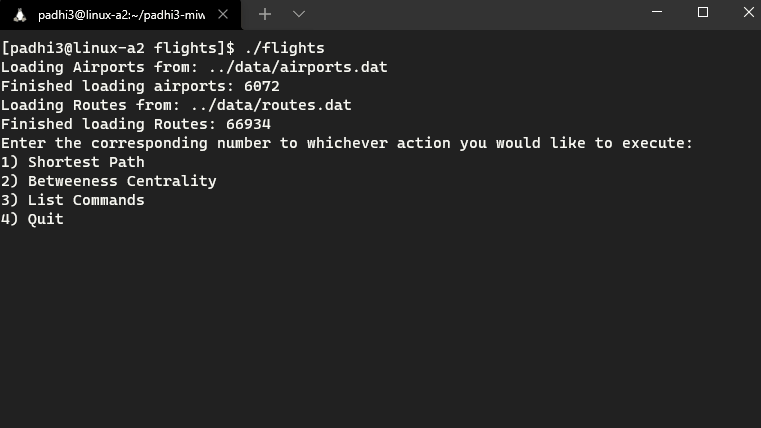 padhi3@linux-a2:~/padhi3-miw
[padhi3@linux-a2 flights]$ ./flights
Loading Airports from: ../data/airports.dat
Finished loading airports: 6072
Loading Routes from: ../data/routes.dat
Finished loading Routes: 66934
Enter the corresponding number to whichever action you would like to execute:
1) Shortest Path
2) Betweeness Centrality
3) List Commands
4) Quit